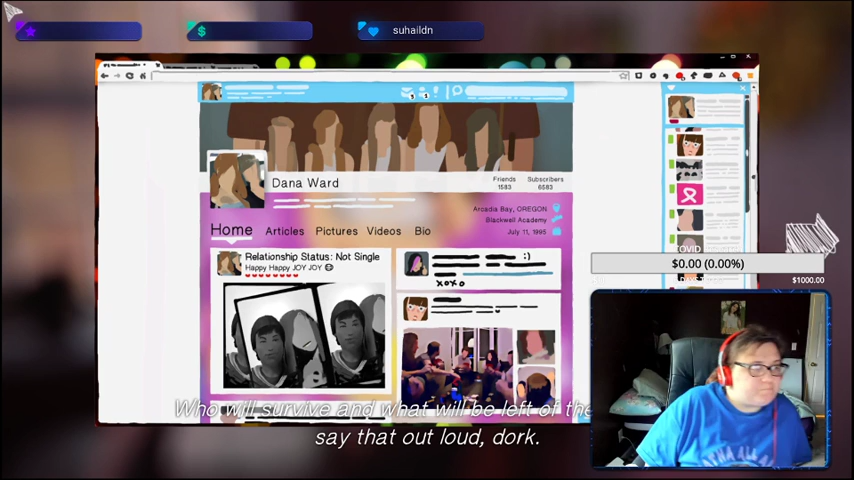 suhaildn
Dana Ward
Friends
1583
Subscribers
6583
Arcadia Bay, OREGON
Blackwell Academy
July 11, 1995
Home Articles Pictures Videos Bio
Relationship Status: Not Single
Happy Happy JOY JOY
:)
xoxo
$0.00 (0.00%)
$1000.00
Who will survive and what will be left of the
say that out loud, dork.